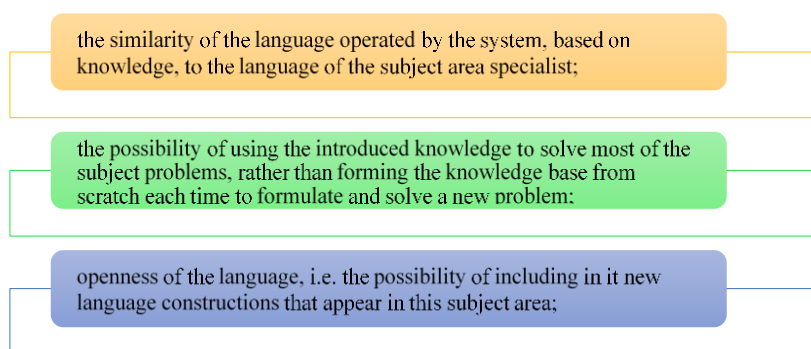 the similarity of the language operated by the system, based on
knowledge, to the language of the subject area specialist;
the possibility of using the introduced knowledge to solve most of the
subject problems, rather than forming the knowledge base from
scratch each time to formulate and solve a new problem;
openness of the language, i.e. the possibility of including in it new
language constructions that appear in this subject area;